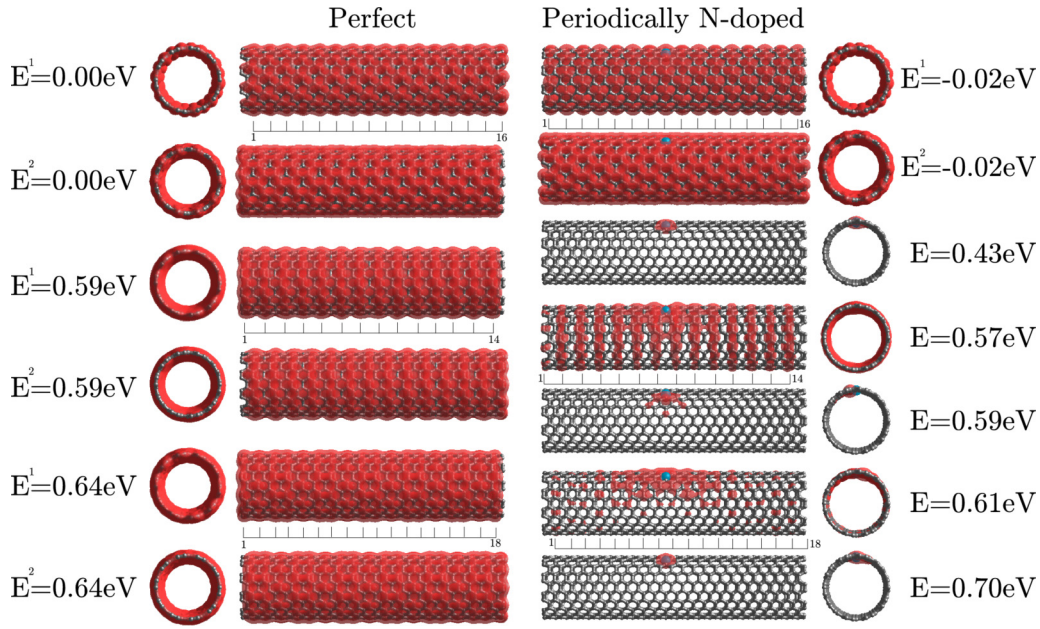 Perfect Periodically N-doped
E¹=0.00eV E¹=-0.02eV
1 16 1 16
E²=0.00eV E²=-0.02eV
E=0.43eV
E¹=0.59eV
E=0.57eV
1 14 1 14
E²=0.59eV E=0.59eV
E¹=0.64eV E=0.61eV
1 18 1 18
E²=0.64eV E=0.70eV